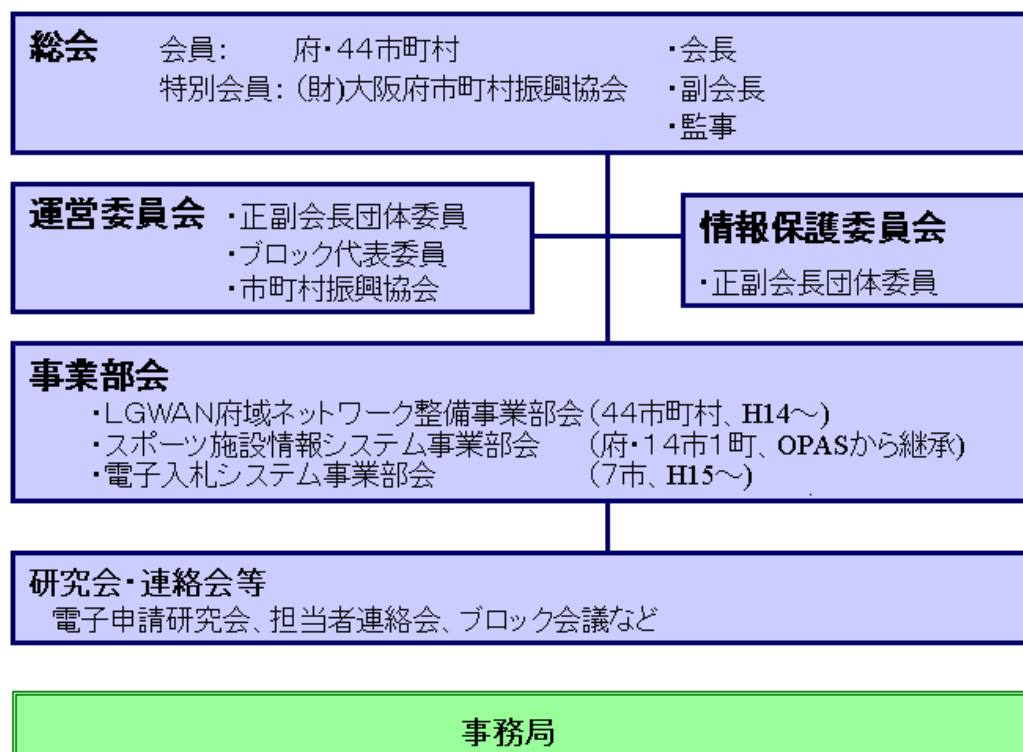 総会 会員： 府・44市町村 ・会長
特別会員：(財)大阪府市町村振興協会 ・副会長
・監事
運営委員会 ・正副会長団体委員
・ブロック代表委員
・市町村振興協会
情報保護委員会
・正副会長団体委員
事業部会
・LGWAN府域ネットワーク整備事業部会(44市町村、H14～)
・スポーツ施設情報システム事業部会 (府・14市1町、OPASから継承)
・電子入札システム事業部会 (7市、H15～)
研究会・連絡会等
電子申請研究会、担当者連絡会、ブロック会議など
事務局